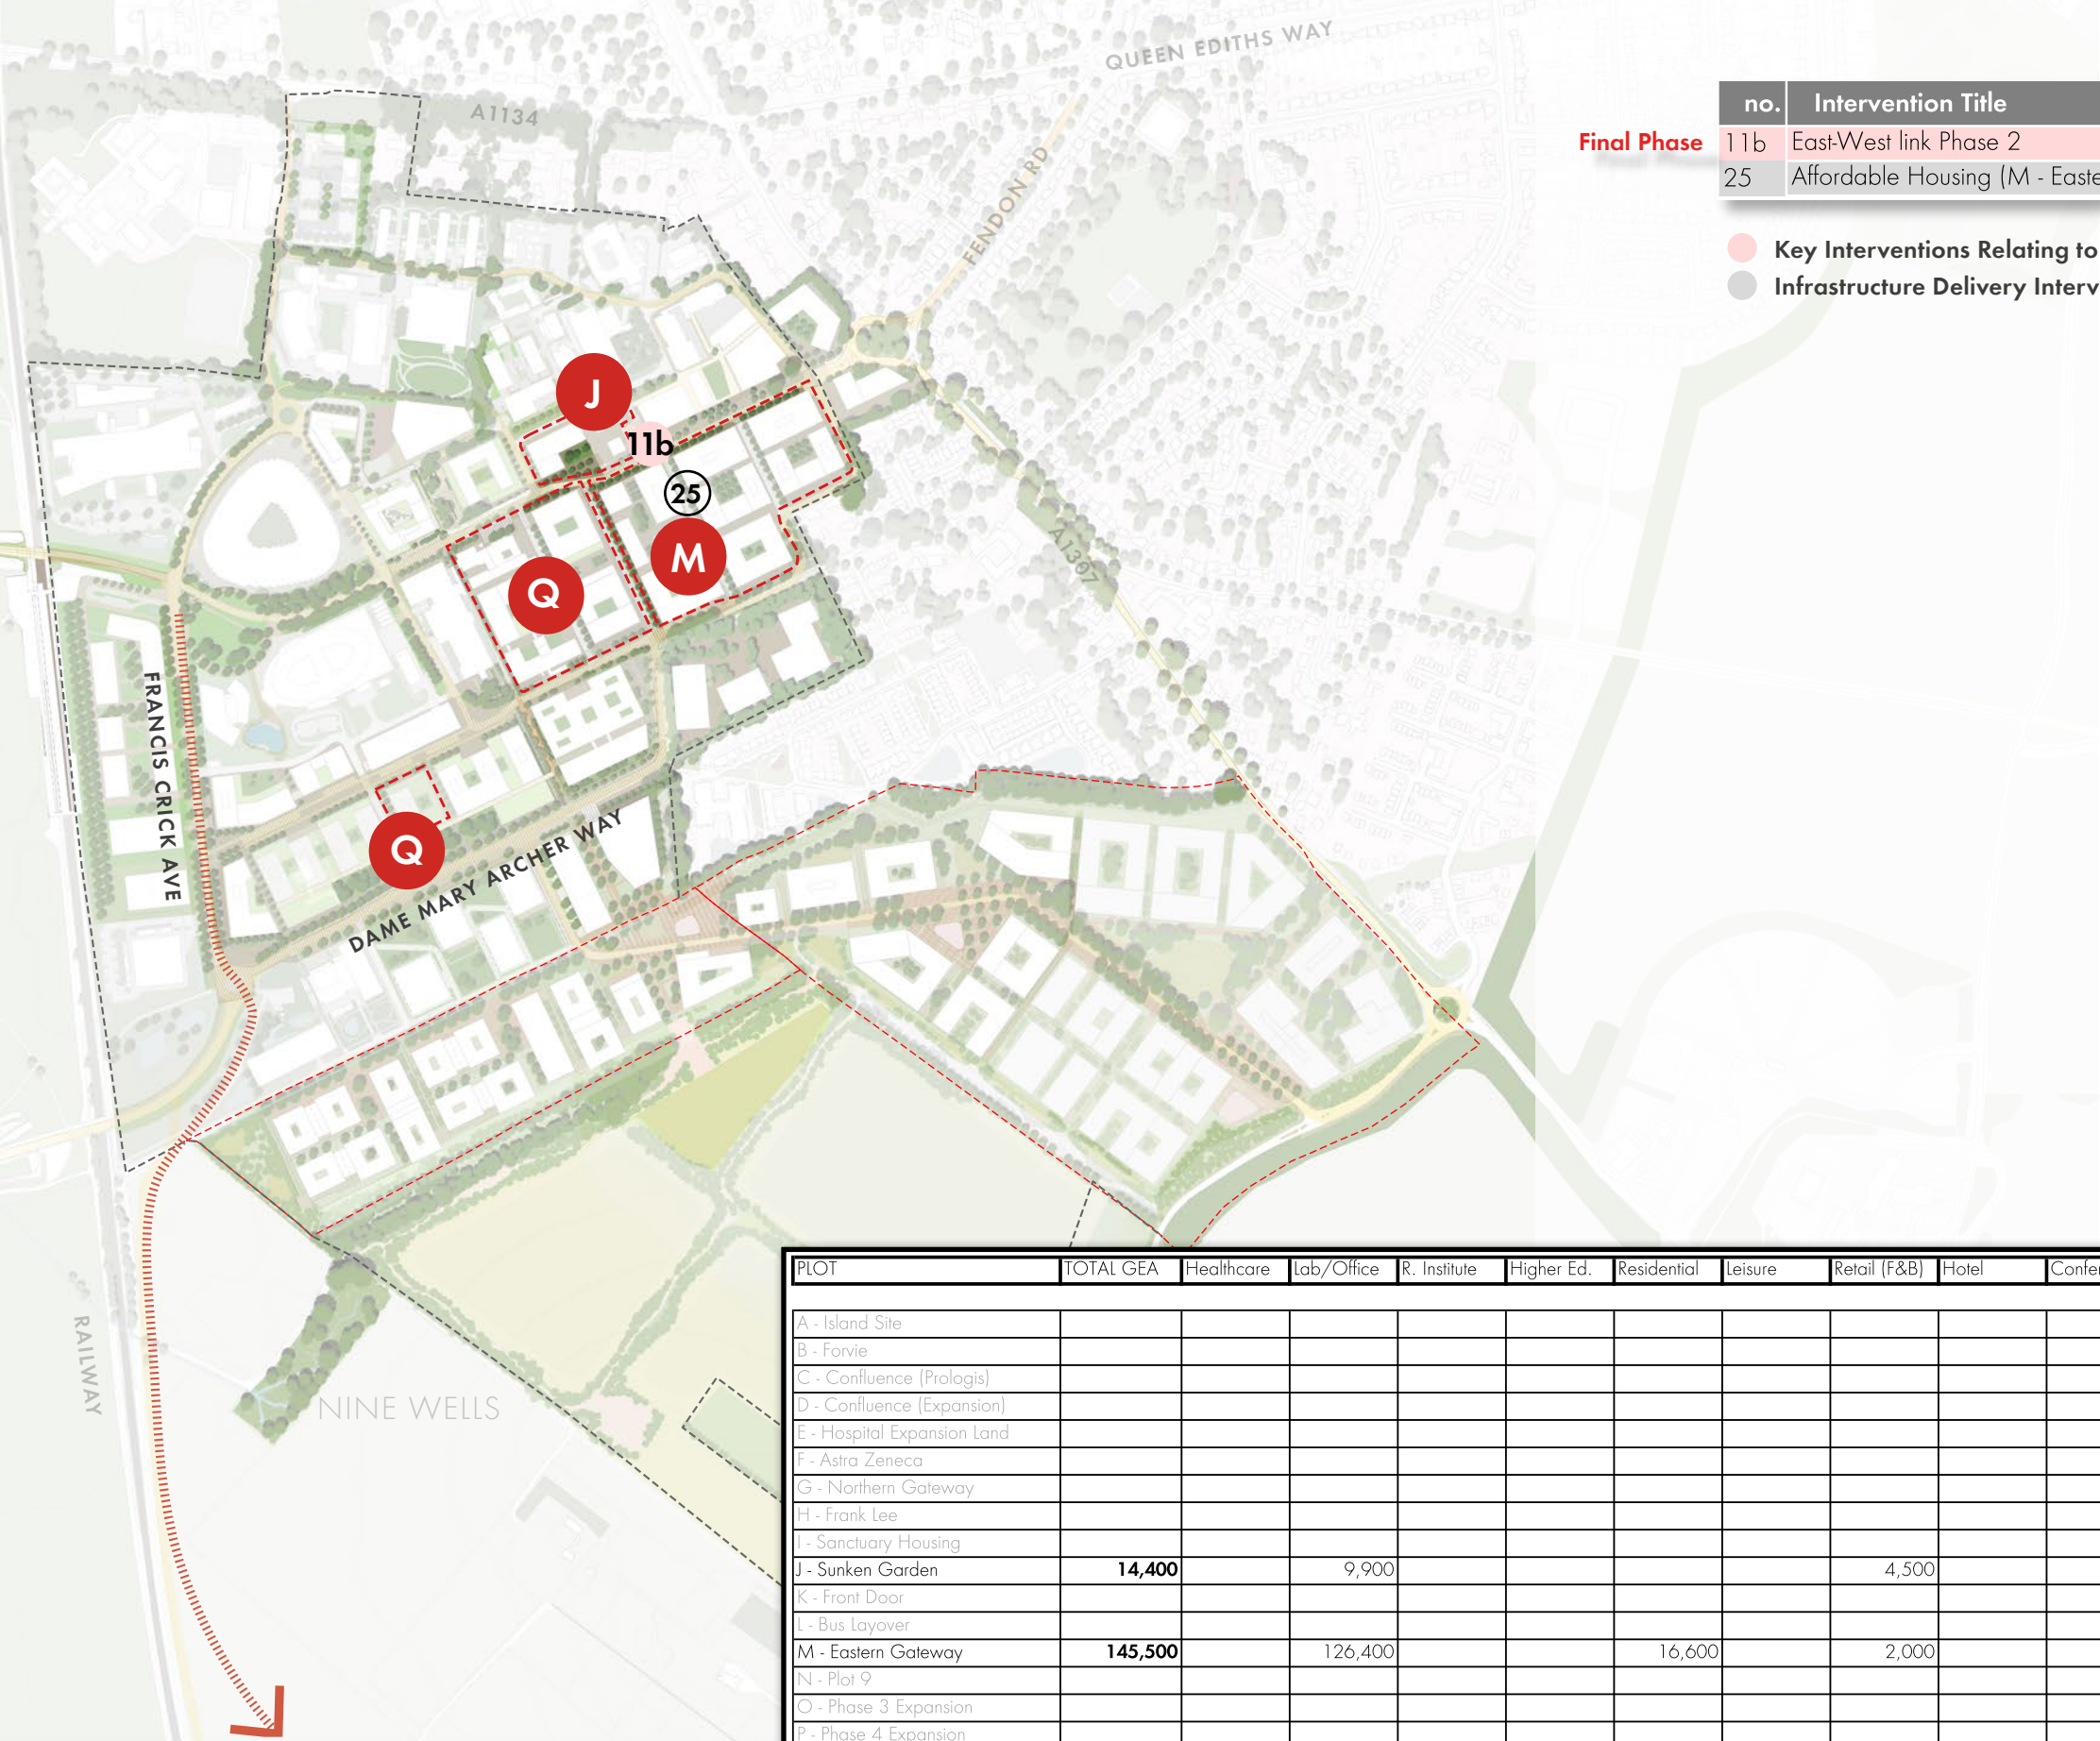 QUEEN EDITHS WAY
A1134
FENDON RD
no. Intervention Title
Final Phase 11b East-West link Phase 2
25 Affordable Housing (M - Easte
Key Interventions Relating to
Infrastructure Delivery Interv
J
11b
25
M
Q
A1307
FRANCIS CRICK AVE
Q
DAME MARY ARCHER WAY
RAILWAY
NINE WELLS
PLOT TOTAL GEA Healthcare Lab/Office R. Institute Higher Ed. Residential Leisure Retail (F&B) Hotel Confer
A - Island Site
B - Forvie
C - Confluence (Prologis)
D - Confluence (Expansion)
E - Hospital Expansion Land
F - Astra Zeneca
G - Northern Gateway
H - Frank Lee
I - Sanctuary Housing
J - Sunken Garden 14,400 9,900 4,500
K - Front Door
L - Bus Layover
M - Eastern Gateway 145,500 126,400 16,600 2,000
N - Plot 9
O - Phase 3 Expansion
P - Phase 4 Expansion